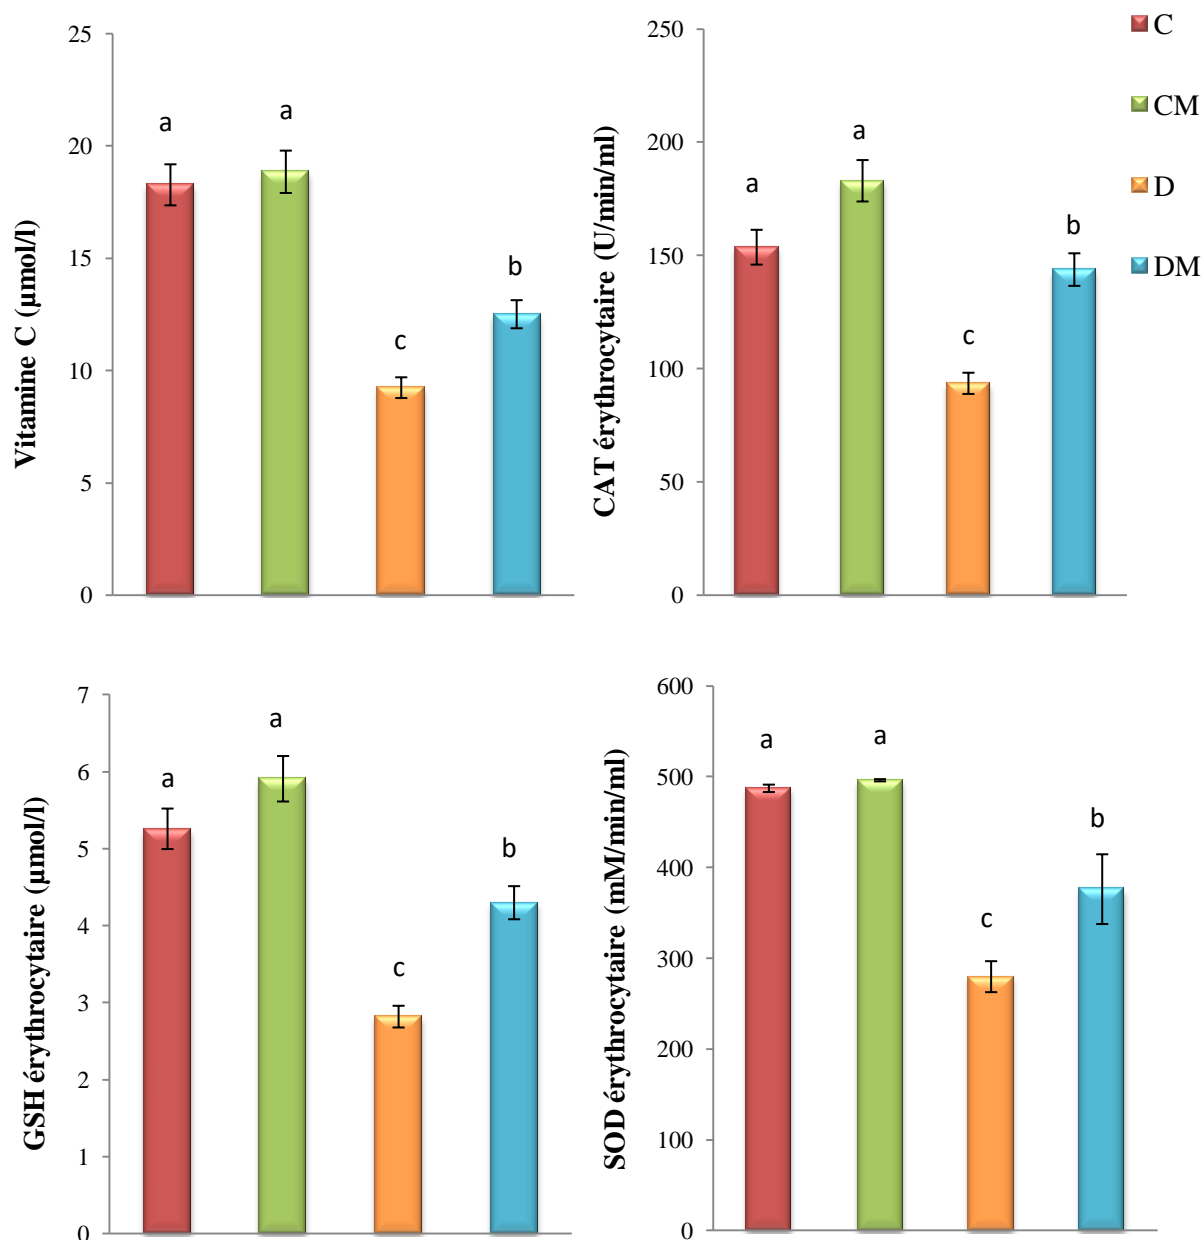 Vitamine C (µmol/l)
25
20
15
10
5
0
a
a
c
b
CAT érythrocytaire (U/min/ml)
250
200
150
100
50
0
a
a
c
b
C
CM
D
DM
GSH érythrocytaire (µmol/l)
7
6
5
4
3
2
1
0
a
a
c
b
SOD érythrocytaire (mM/min/ml)
600
500
400
300
200
100
0
a
a
c
b